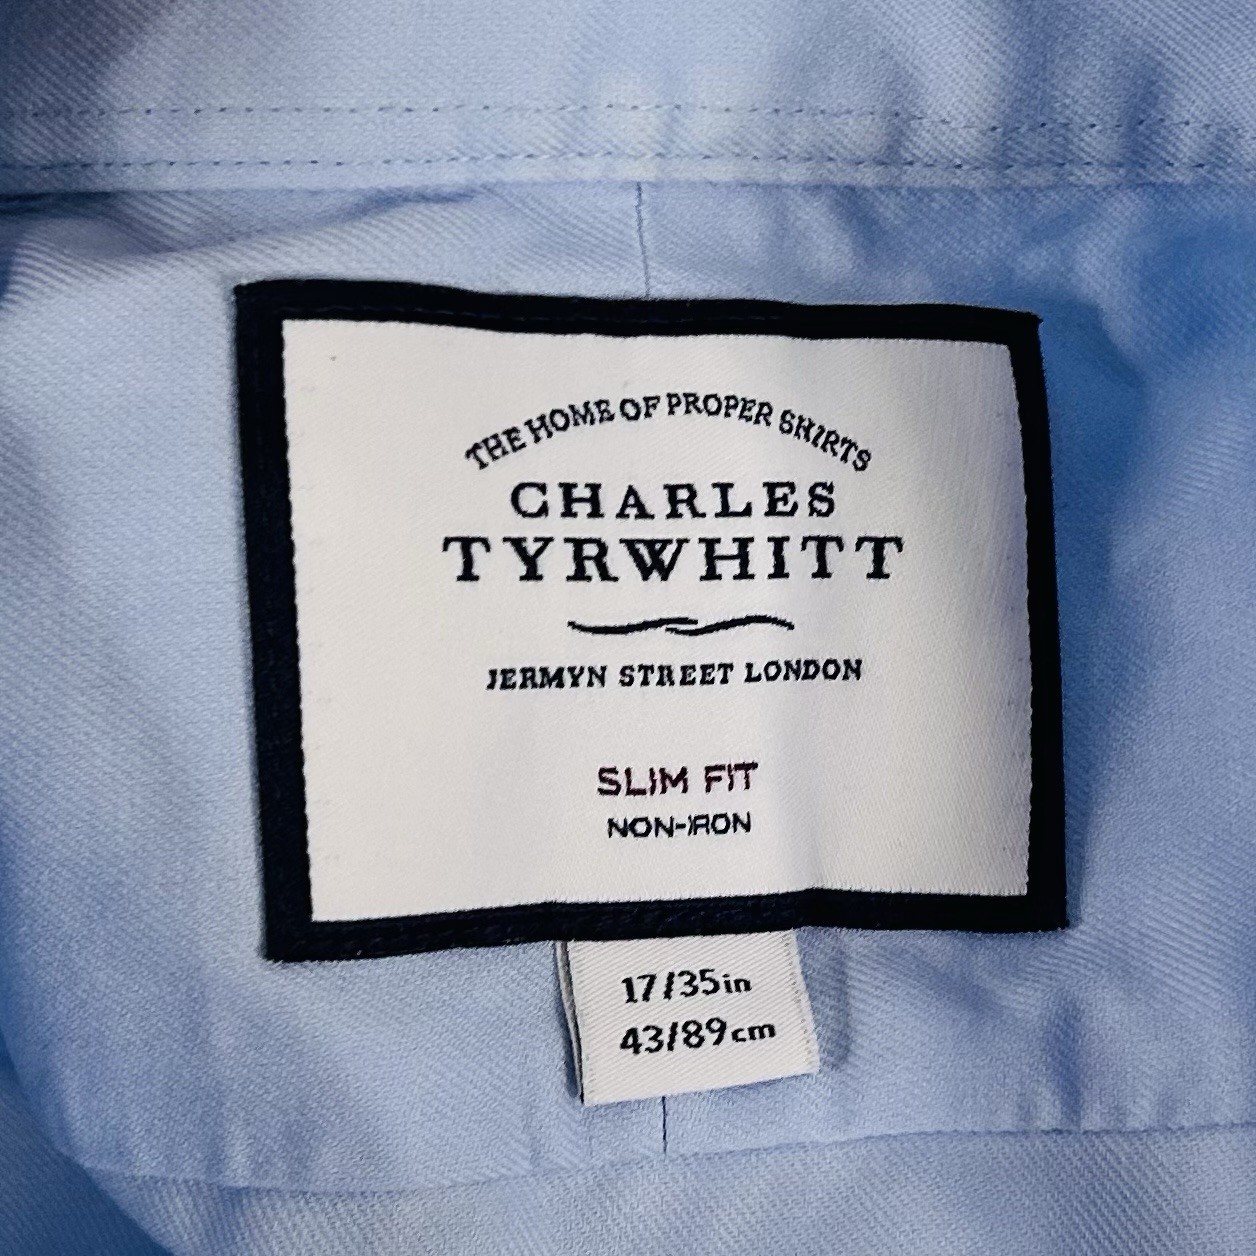 THE HOME OF PROPER SHIRTS
CHARLES
TYRWHITT
JERMYN STREET LONDON
SLIM FIT
NON-IRON
17/35in
43/89cm